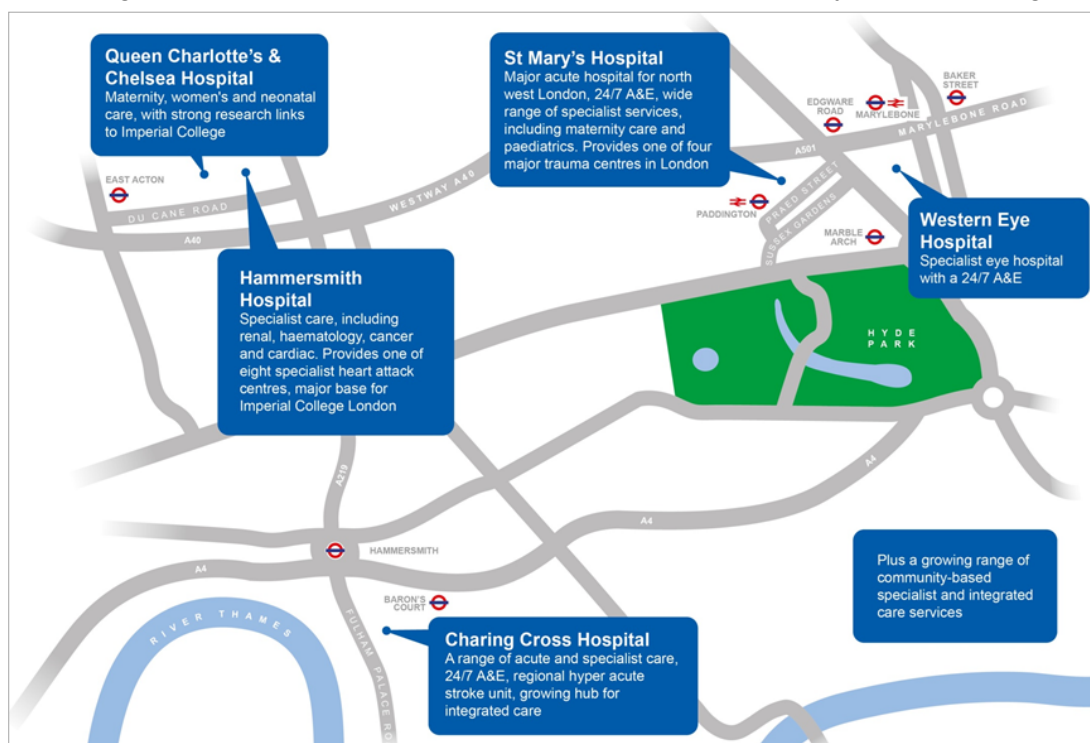 Queen Charlotte's &
Chelsea Hospital
Maternity, women's and neonatal
care, with strong research links
to Imperial College
St Mary's Hospital
Major acute hospital for north
west London, 24/7 A&E, wide
range of specialist services,
including maternity care and
paediatrics. Provides one of four
major trauma centres in London
BAKER
STREET
EDGWARE
ROAD
MARYLEBONE
MARYLEBONE ROAD
A501
EAST ACTON
DU CANE ROAD
A40
WESTWAY A40
PADDINGTON
PRAED STREET
SUSSEX GARDENS
MARBLE
ARCH
Western Eye
Hospital
Specialist eye hospital
with a 24/7 A&E
Hammersmith
Hospital
Specialist care, including
renal, haematology, cancer
and cardiac. Provides one of
eight specialist heart attack
centres, major base for
Imperial College London
HYDE
PARK
A219
A4
A4
HAMMERSMITH
A4
BARON'S
COURT
RIVER THAMES
FULHAM PALACE RO
Charing Cross Hospital
A range of acute and specialist care,
24/7 A&E, regional hyper acute
stroke unit, growing hub for
integrated care
Plus a growing range of
community-based
specialist and integrated
care services